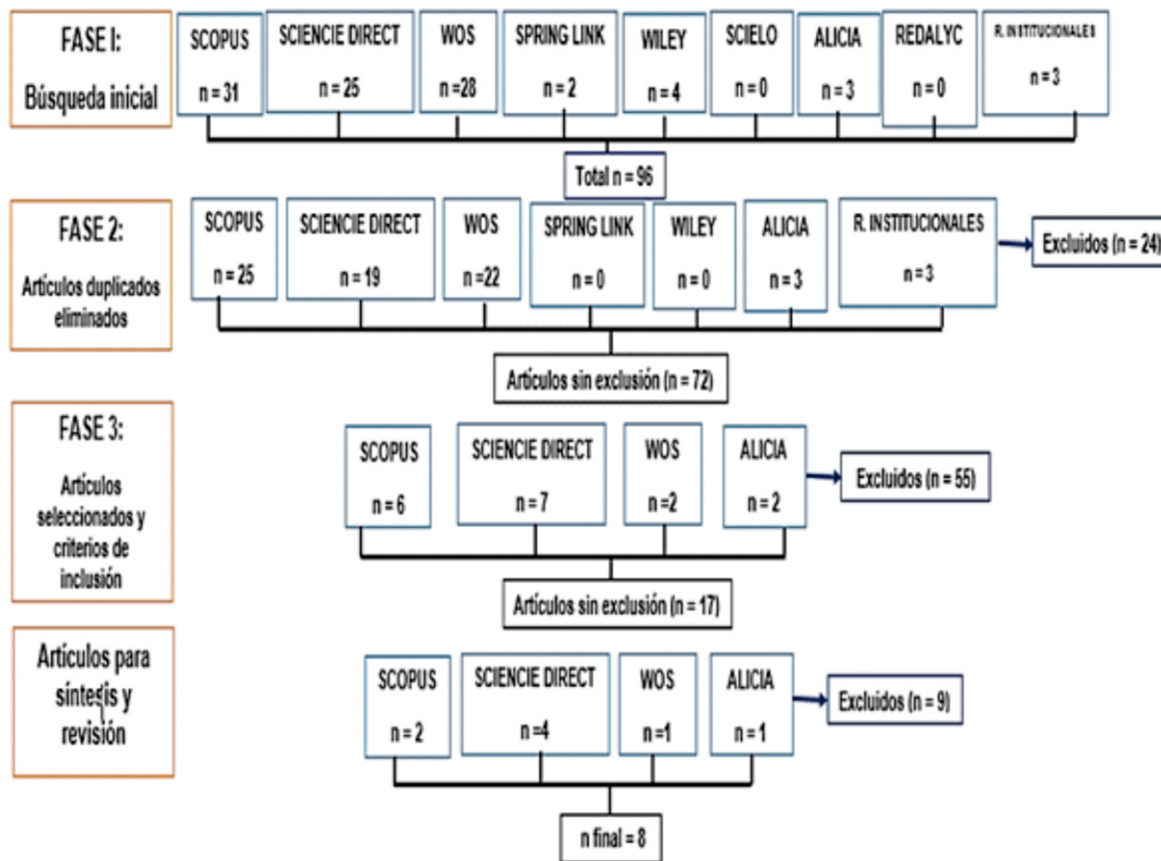 FASE I:
Búsqueda inicial
SCOPUS
n = 31
SCIENCIE DIRECT
n = 25
WOS
n =28
SPRING LINK
n = 2
WILEY
n = 4
SCIELO
n = 0
ALICIA
n = 3
REDALYC
n = 0
R. INSTITUCIONALES
n = 3
Total n = 96
FASE 2:
Artículos duplicados
eliminados
SCOPUS
n = 25
SCIENCIE DIRECT
n = 19
WOS
n =22
SPRING LINK
n = 0
WILEY
n = 0
ALICIA
n = 3
R. INSTITUCIONALES
n = 3
Excluidos (n = 24)
Artículos sin exclusión (n = 72)
FASE 3:
Artículos
seleccionados y
criterios de
inclusión
SCOPUS
n = 6
SCIENCIE DIRECT
n = 7
WOS
n =2
ALICIA
n = 2
Excluidos (n = 55)
Artículos sin exclusión (n = 17)
Artículos para
síntesis y
revisión
SCOPUS
n = 2
SCIENCIE DIRECT
n =4
WOS
n =1
ALICIA
n = 1
Excluidos (n = 9)
n final = 8